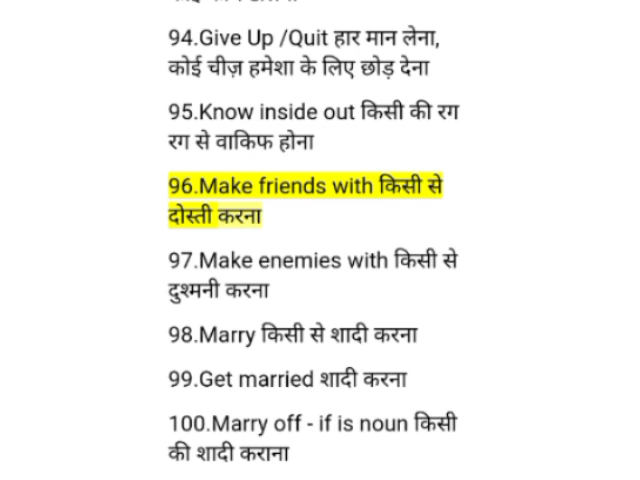 94.Give Up /Quit हार मान लेना,
कोई चीज़ हमेशा के लिए छोड़ देना
95.Know inside out किसी की रग
रग से वाकिफ होना
96.Make friends with किसी से
दोस्ती करना
97.Make enemies with किसी से
दुश्मनी करना
98.Marry किसी से शादी करना
99.Get married शादी करना
100.Marry off - if is noun किसी
की शादी कराना